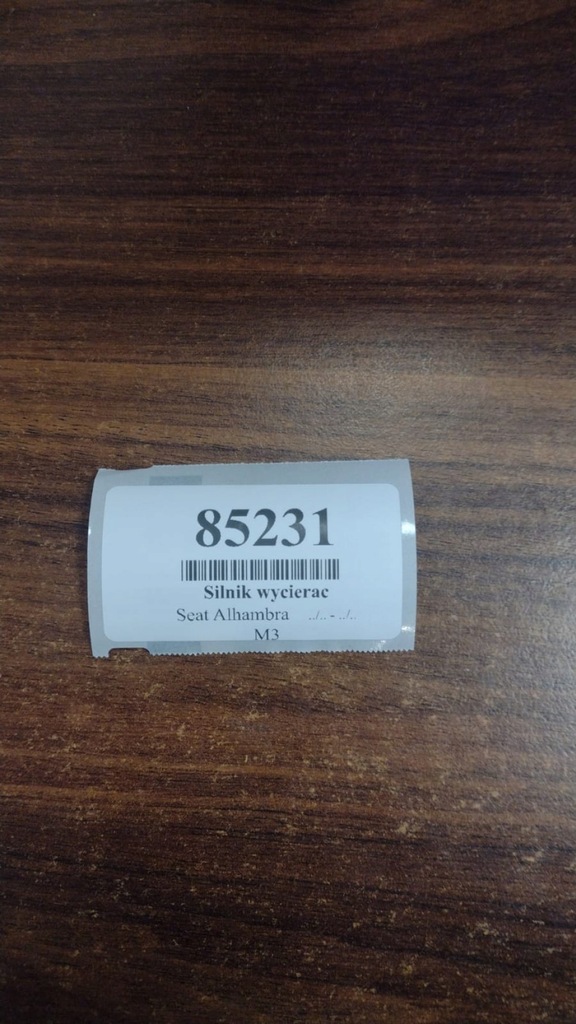 85231
Silnik wycierac
Seat Alhambra ../.. - ../..
M3